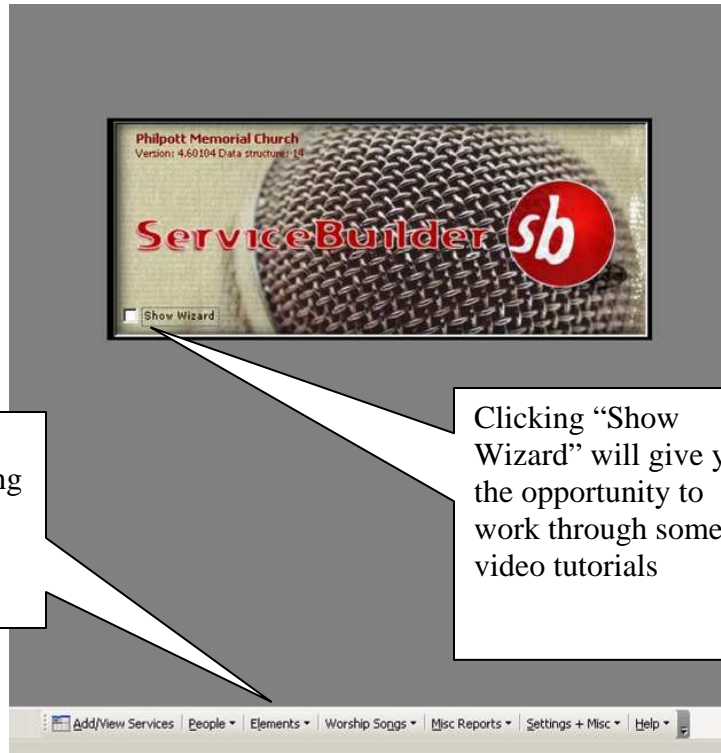 Philpott Memorial Church
Version: 4.60104 Data structure: 14
ServiceBuilder sb
Show Wizard
Clicking “Show
Wizard” will give
the opportunity to
work through some
video tutorials
Add/View Services People Elements Worship Songs Misc Reports Settings + Misc Help